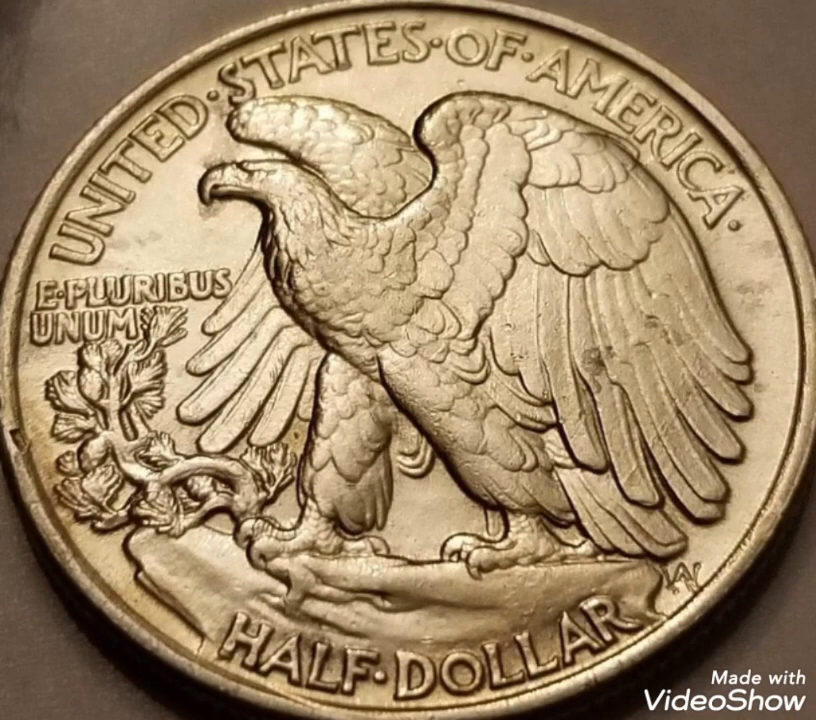 UNITED·STATES·OF·AMERICA·
E·PLURIBUS
UNUM
AW
HALF·DOLLAR
Made with
VideoShow